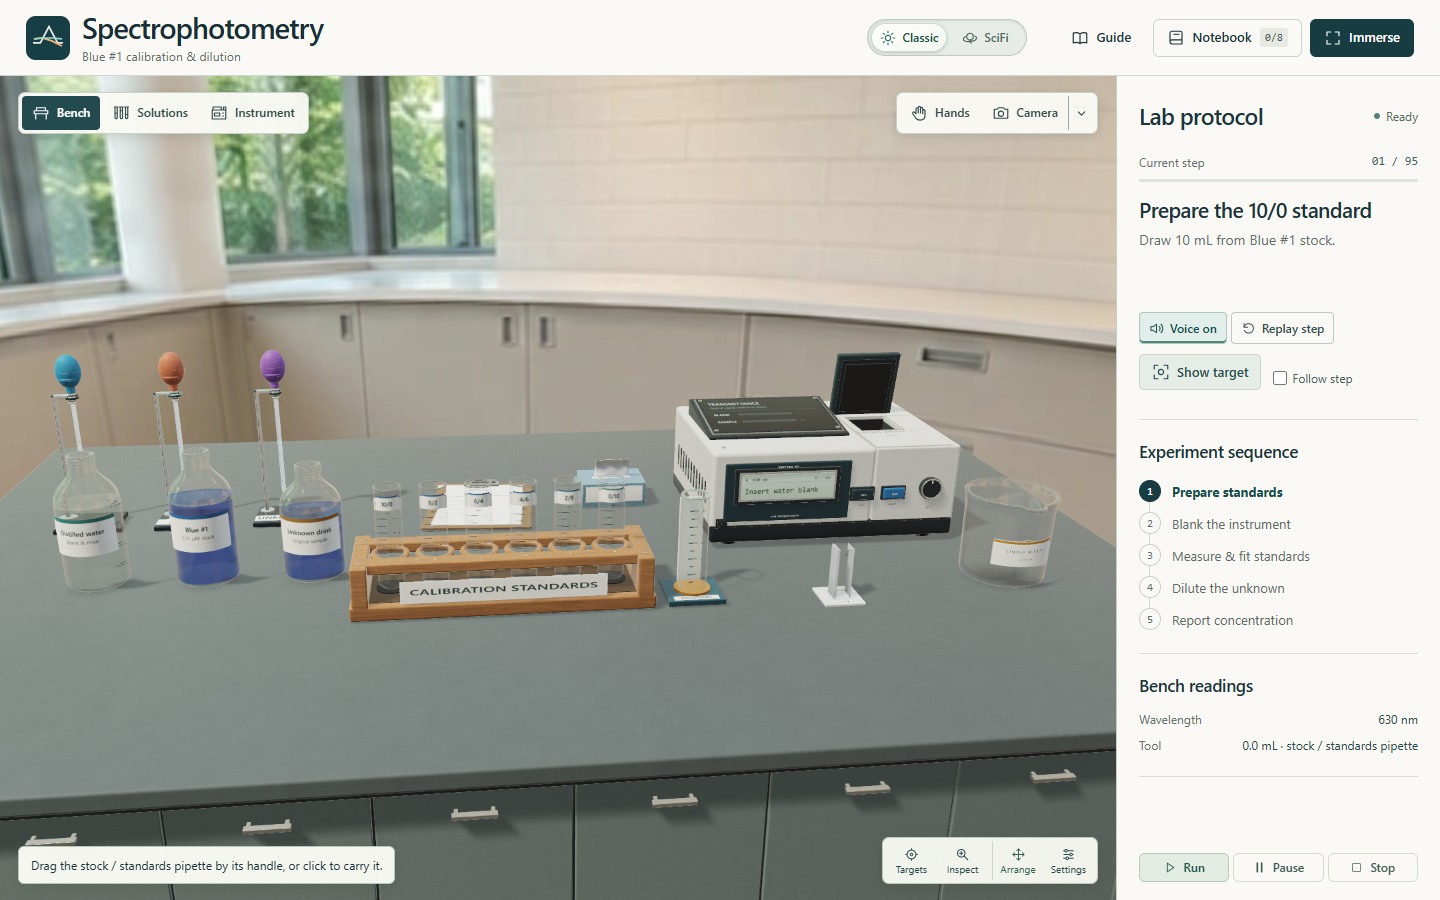 Spectrophotometry
Blue #1 calibration & dilution
Classic
SciFi
Guide
Notebook 0/8
Immerse
Bench
Solutions
Instrument
Hands
Camera
Lab protocol
Ready
Current step
01 / 95
Prepare the 10/0 standard
Draw 10 mL from Blue #1 stock.
Voice on
Replay step
Show target
Follow step
Experiment sequence
1 Prepare standards
2 Blank the instrument
3 Measure & fit standards
4 Dilute the unknown
5 Report concentration
Bench readings
Wavelength
630 nm
Tool
0.0 mL · stock / standards pipette
Run
Pause
Stop
Distilled water
Blue #1
Unknown drink
Original sample
10/0
8/2
6/4
4/6
2/8
0/10
CALIBRATION STANDARDS
TRANSMITTANCE
BLANK
SAMPLE
Insert water blank
Drag the stock / standards pipette by its handle, or click to carry it.
Targets
Inspect
Arrange
Settings